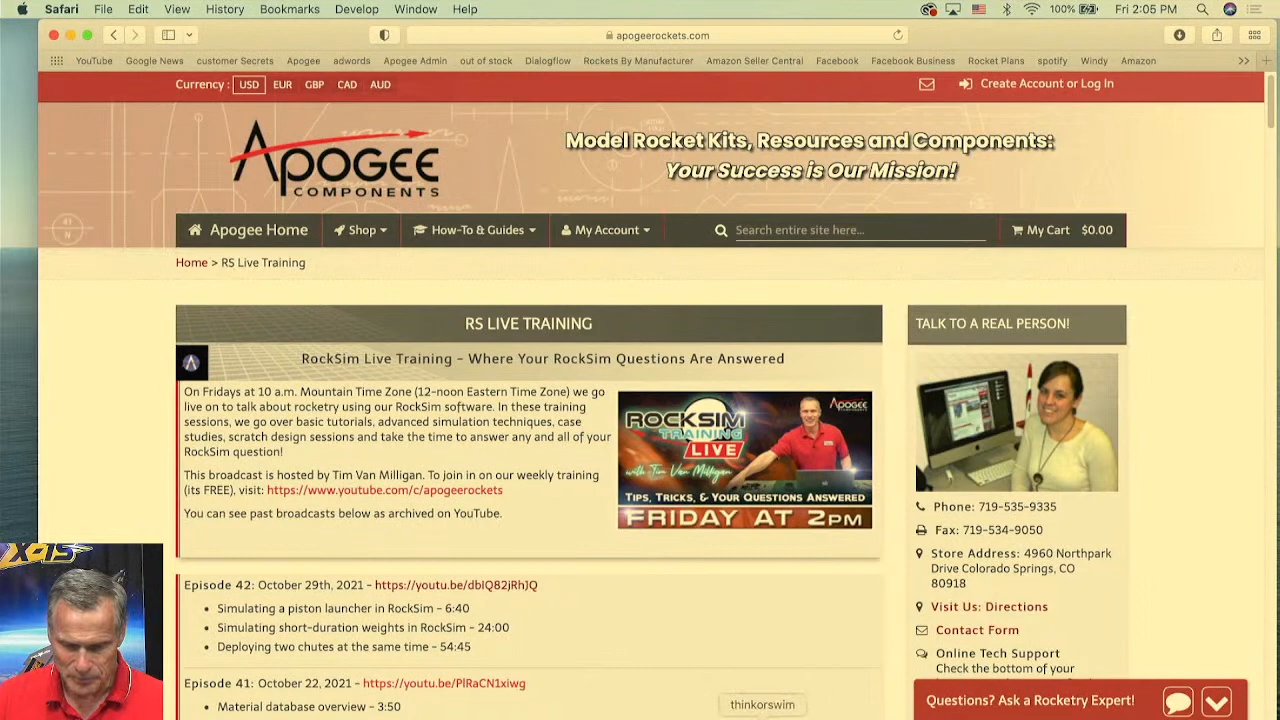 Safari File Edit View History Bookmarks Develop Window Help 100% Fri 2:05 PM
apogeerockets.com
YouTube Google News customer Secrets Apogee adwords Apogee Admin out of stock Dialogflow Rockets By Manufacturer Amazon Seller Central Facebook Facebook Business Rocket Plans spotify Windy Amazon
Currency : USD EUR GBP CAD AUD
Create Account or Log In
APOGEE
COMPONENTS
Model Rocket Kits, Resources and Components:
Your Success is Our Mission!
Apogee Home Shop How-To & Guides My Account Search entire site here... My Cart $0.00
Home > RS Live Training
RS LIVE TRAINING
RockSim Live Training - Where Your RockSim Questions Are Answered
On Fridays at 10 a.m. Mountain Time Zone (12-noon Eastern Time Zone) we go
live on to talk about rocketry using our RockSim software. In these training
sessions, we go over basic tutorials, advanced simulation techniques, case
studies, scratch design sessions and take the time to answer any and all of your
RockSim question!
This broadcast is hosted by Tim Van Milligan. To join in on our weekly training
(its FREE), visit: https://www.youtube.com/c/apogeerockets
You can see past broadcasts below as archived on YouTube.
APOGEE
ROCKSIM
TRAINING
LIVE
with Tim Van Milligan
TIPS, TRICKS, & YOUR QUESTIONS ANSWERED
FRIDAY AT 2PM
Episode 42: October 29th, 2021 - https://youtu.be/dbIQ82jRhJQ
• Simulating a piston launcher in RockSim - 6:40
• Simulating short-duration weights in RockSim - 24:00
• Deploying two chutes at the same time - 54:45
Episode 41: October 22, 2021 - https://youtu.be/PlRaCN1xiwg
• Material database overview - 3:50
TALK TO A REAL PERSON!
Phone: 719-535-9335
Fax: 719-534-9050
Store Address: 4960 Northpark
Drive Colorado Springs, CO
80918
Visit Us: Directions
Contact Form
Online Tech Support
Check the bottom of your
Questions? Ask a Rocketry Expert!
thinkorswim